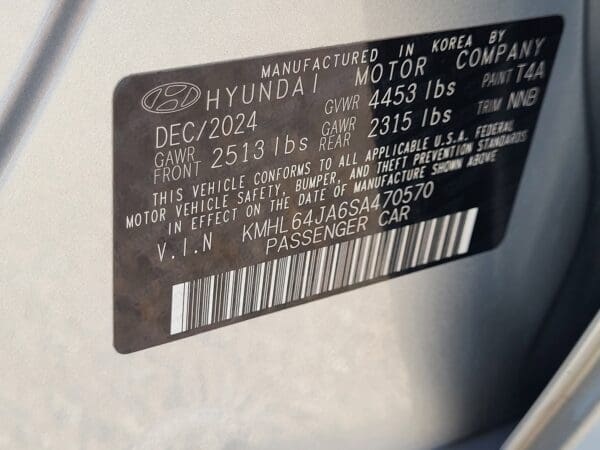 MANUFACTURED IN KOREA BY
HYUNDAI MOTOR COMPANY
DEC/2024 GVWR 4453 lbs PAINT T4A
GAWR FRONT 2513 lbs GAWR REAR 2315 lbs TRIM NNB
THIS VEHICLE CONFORMS TO ALL APPLICABLE U.S.A. FEDERAL
MOTOR VEHICLE SAFETY, BUMPER, AND THEFT PREVENTION STANDARDS
IN EFFECT ON THE DATE OF MANUFACTURE SHOWN ABOVE
V.I.N KMHL64JA6SA470570
PASSENGER CAR